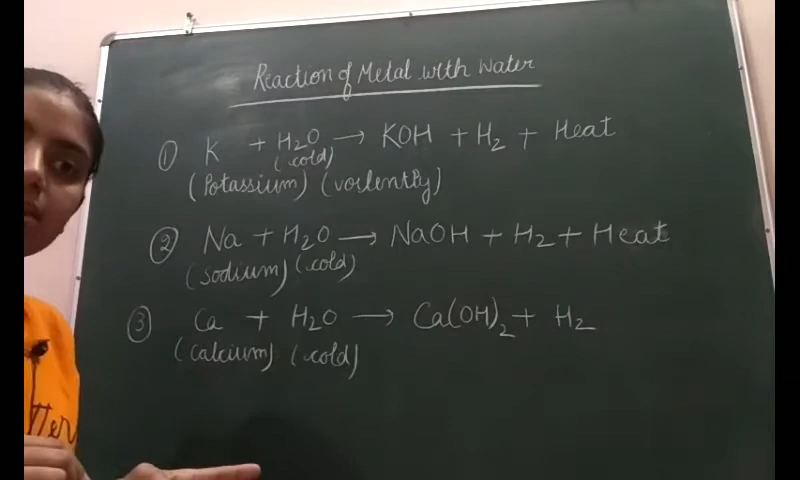 Reaction of Metal with Water
① K + H₂O → KOH + H₂ + Heat
(cold)
(Potassium) (voilently)
② Na + H₂O → NaOH + H₂ + Heat
(Sodium) (cold)
③ Ca + H₂O → Ca(OH)₂ + H₂
(Calcium) (cold)
tter